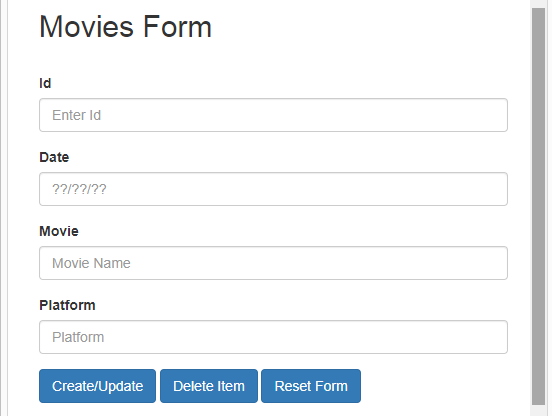 Movies Form
Id
Enter Id
Date
??/??/??
Movie
Movie Name
Platform
Platform
Create/Update Delete Item Reset Form